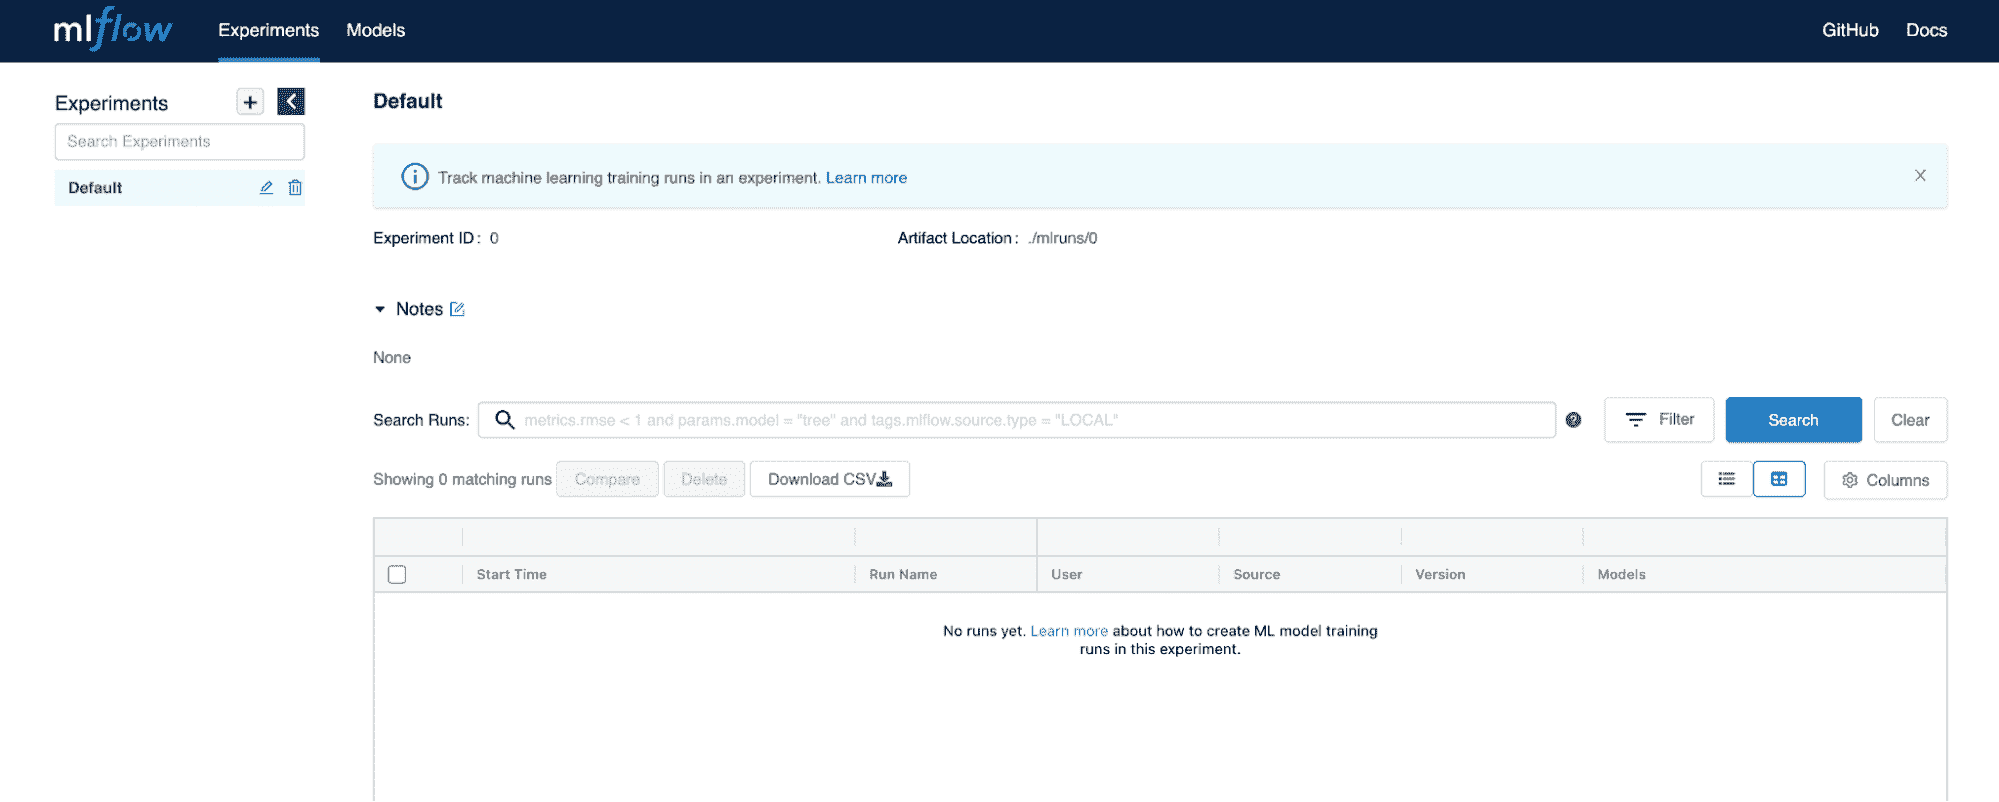 mlflow Experiments Models GitHub Docs
Experiments
Search Experiments
Default
Default
Track machine learning training runs in an experiment. Learn more
Experiment ID: 0 Artifact Location: ./mlruns/0
Notes
None
Search Runs: metrics.rmse < 1 and params.model = "tree" and tags.mlflow.source.type = "LOCAL" Filter Search Clear
Showing 0 matching runs Compare Delete Download CSV Columns
Start Time Run Name User Source Version Models
No runs yet. Learn more about how to create ML model training
runs in this experiment.